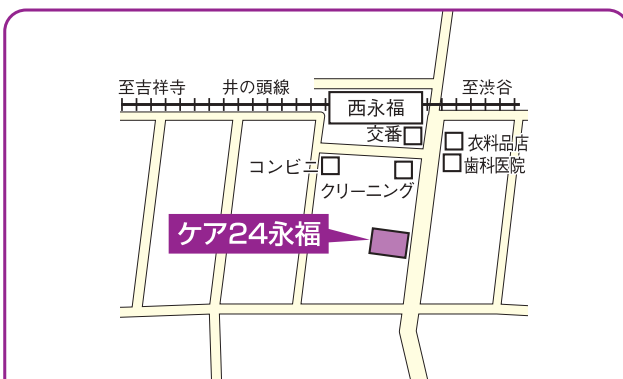 至吉祥寺
井の頭線
至渋谷
西永福
交番
衣料品店
コンビニ
歯科医院
クリーニング
ケア24永福